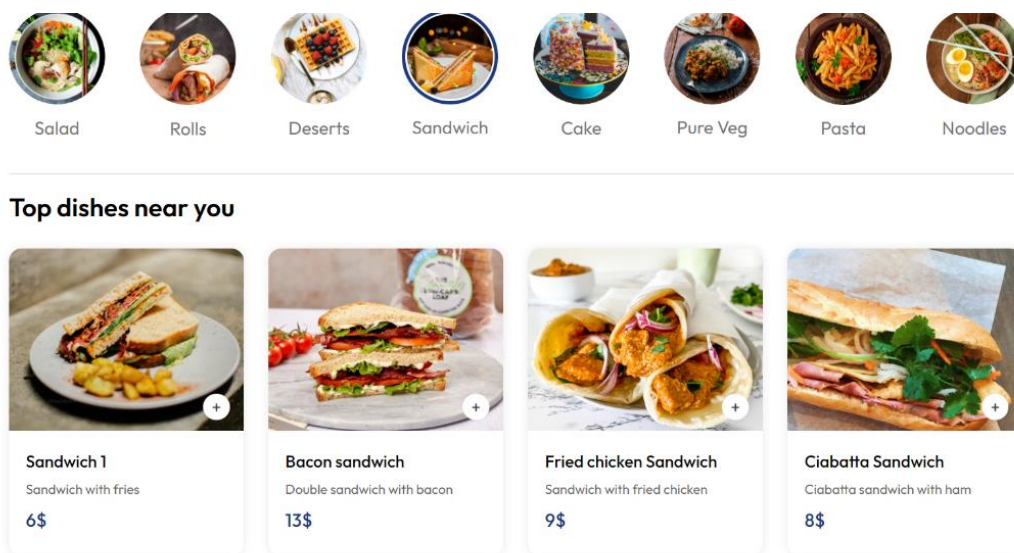 Salad
Rolls
Deserts
Sandwich
Cake
Pure Veg
Pasta
Noodles
Top dishes near you
LOAF
Sandwich 1
Sandwich with fries
6$
Bacon sandwich
Double sandwich with bacon
13$
Fried chicken Sandwich
Sandwich with fried chicken
9$
Ciabatta Sandwich
Ciabatta sandwich with ham
8$